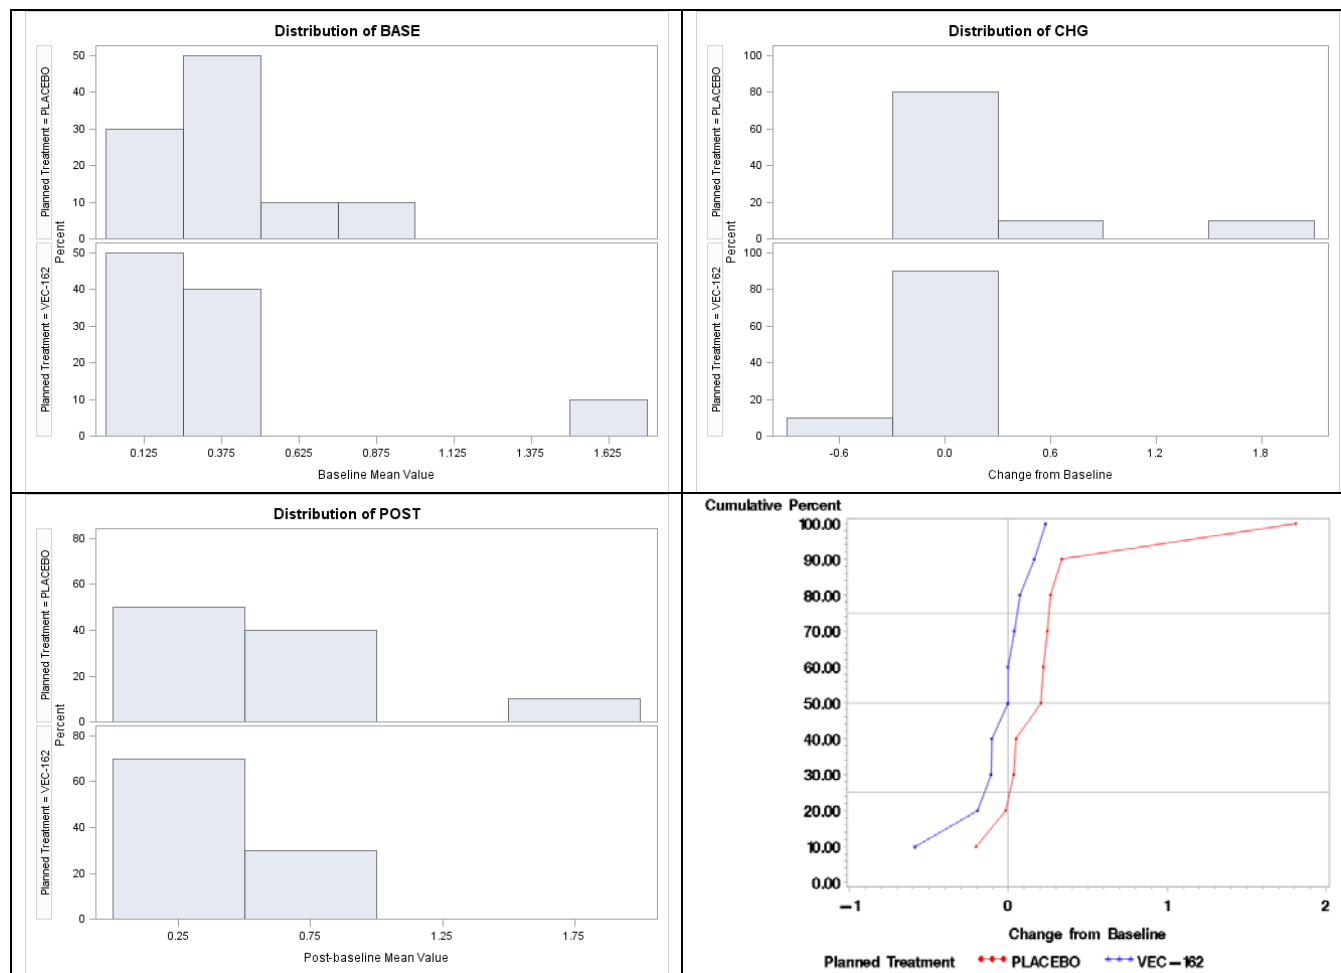 Distribution of BASE
Planned Treatment = PLACEBO
50
40
30
20
10
0
Percent
Planned Treatment = VEC-162
50
40
30
20
10
0
0.125 0.375 0.625 0.875 1.125 1.375 1.625
Baseline Mean Value
Distribution of CHG
Planned Treatment = PLACEBO
100
80
60
40
20
0
Percent
Planned Treatment = VEC-162
100
80
60
40
20
0
-0.6 0.0 0.6 1.2 1.8
Change from Baseline
Distribution of POST
Planned Treatment = PLACEBO
80
60
40
20
0
Percent
Planned Treatment = VEC-162
80
60
40
20
0
0.25 0.75 1.25 1.75
Post-baseline Mean Value
Cumulative Percent
100.00
90.00
80.00
70.00
60.00
50.00
40.00
30.00
20.00
10.00
0.00
−1 0 1 2
Change from Baseline
Planned Treatment PLACEBO VEC−162